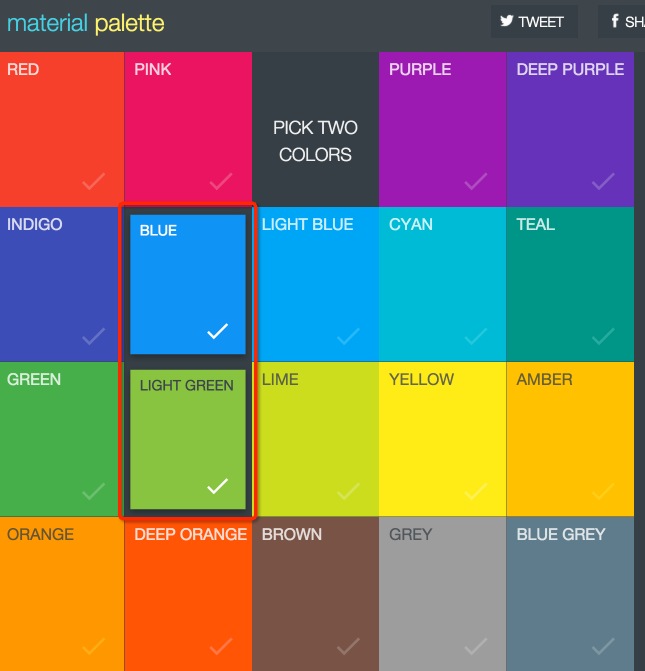 material palette
TWEET
SH
RED
PINK
PICK TWO
COLORS
PURPLE
DEEP PURPLE
INDIGO
BLUE
LIGHT BLUE
CYAN
TEAL
GREEN
LIGHT GREEN
LIME
YELLOW
AMBER
ORANGE
DEEP ORANGE
BROWN
GREY
BLUE GREY